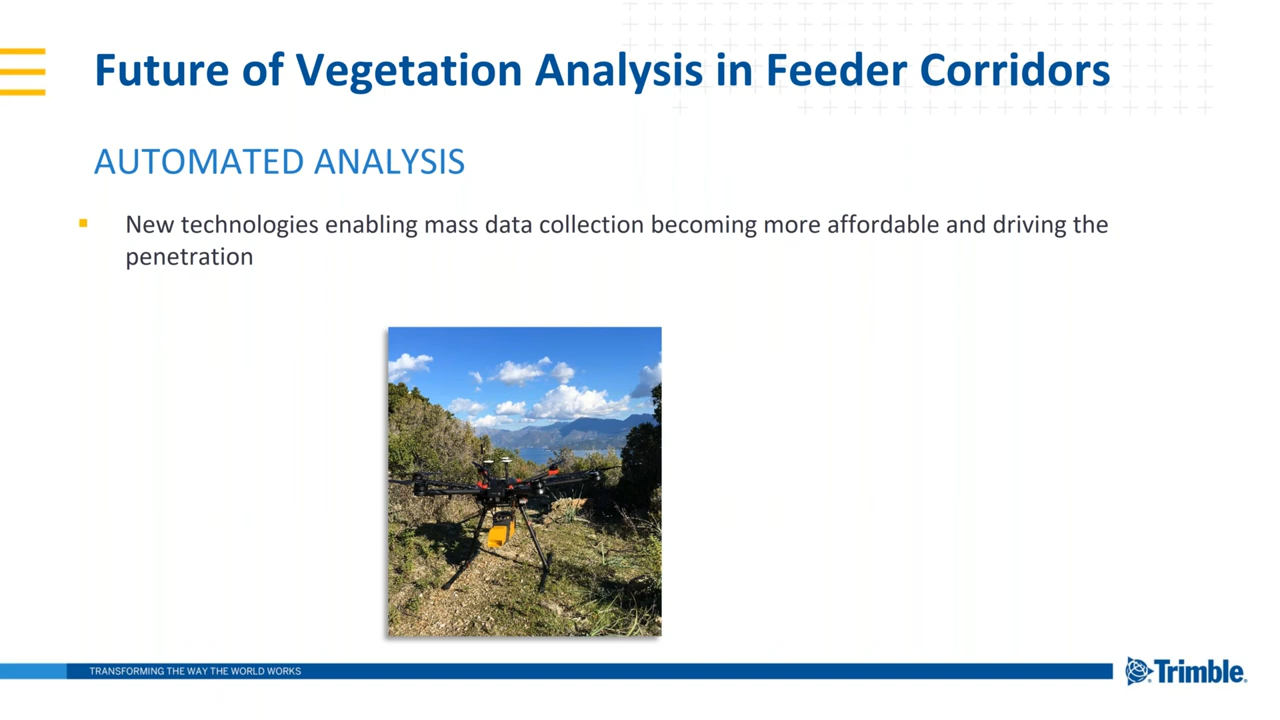 Future of Vegetation Analysis in Feeder Corridors
AUTOMATED ANALYSIS
New technologies enabling mass data collection becoming more affordable and driving the
penetration
TRANSFORMING THE WAY THE WORLD WORKS
Trimble